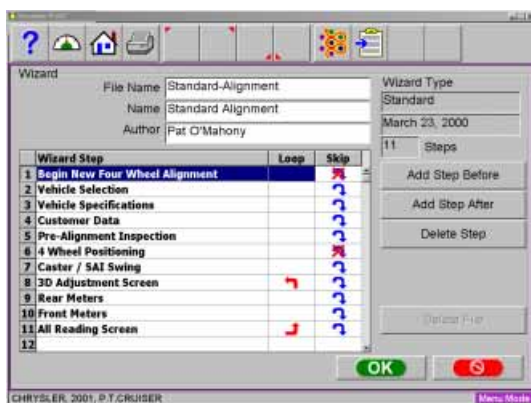 Wizard
File Name Standard-Alignment
Name Standard Alignment
Author Pat O'Mahony
Wizard Type
Standard
March 23, 2000
11 Steps
Wizard Step Loop Skip
1 Begin New Four Wheel Alignment
2 Vehicle Selection
3 Vehicle Specifications
4 Customer Data
5 Pre-Alignment Inspection
6 4 Wheel Positioning
7 Caster / SAI Swing
8 3D Adjustment Screen
9 Rear Meters
10 Front Meters
11 All Reading Screen
12
Add Step Before
Add Step After
Delete Step
OK
CHRYSLER, 2001, P.T.CRUISER
Menu Mode